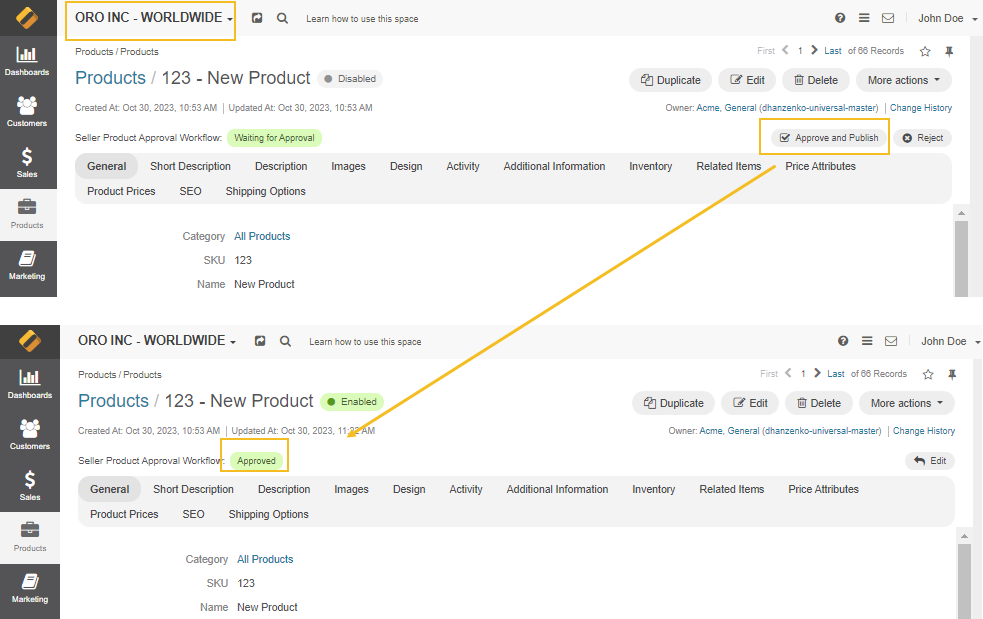 ORO INC - WORLDWIDE Learn how to use this space John Doe
Products / Products First 1 Last of 66 Records
Dashboards
Products / 123 - New Product Disabled Duplicate Edit Delete More actions
Created At: Oct 30, 2023, 10:53 AM | Updated At: Oct 30, 2023, 10:53 AM Owner: Acme, General (dhanzenko-universal-master) | Change History
Customers
Seller Product Approval Workflow: Waiting for Approval Approve and Publish Reject
General Short Description Description Images Design Activity Additional Information Inventory Related Items Price Attributes
Sales
Product Prices SEO Shipping Options
Products
Category All Products
SKU 123
Marketing
Name New Product
ORO INC - WORLDWIDE Learn how to use this space John Doe
Products / Products First 1 Last of 66 Records
Dashboards
Products / 123 - New Product Enabled Duplicate Edit Delete More actions
Created At: Oct 30, 2023, 10:53 AM | Updated At: Oct 30, 2023, AM Owner: Acme, General (dhanzenko-universal-master) | Change History
Customers
Seller Product Approval Workflow: Approved Edit
General Short Description Description Images Design Activity Additional Information Inventory Related Items Price Attributes
Sales
Product Prices SEO Shipping Options
Products
Category All Products
SKU 123
Marketing
Name New Product